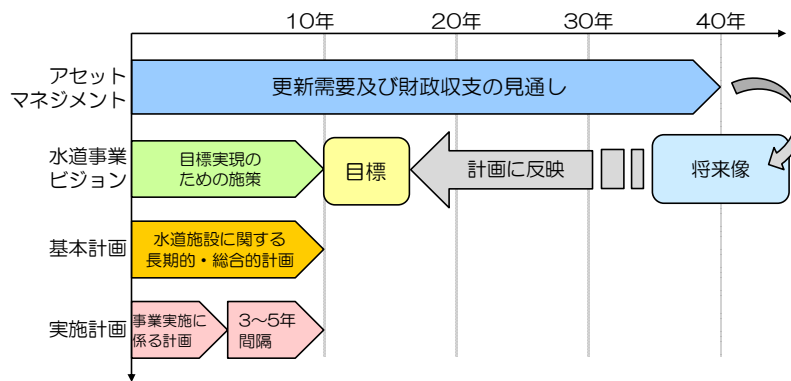 10年
20年
30年
40年
アセット
マネジメント
更新需要及び財政収支の見通し
水道事業
ビジョン
目標実現の
ための施策
目標
計画に反映
将来像
基本計画
水道施設に関する
長期的・総合的計画
実施計画
事業実施に
係る計画
3〜5年
間隔